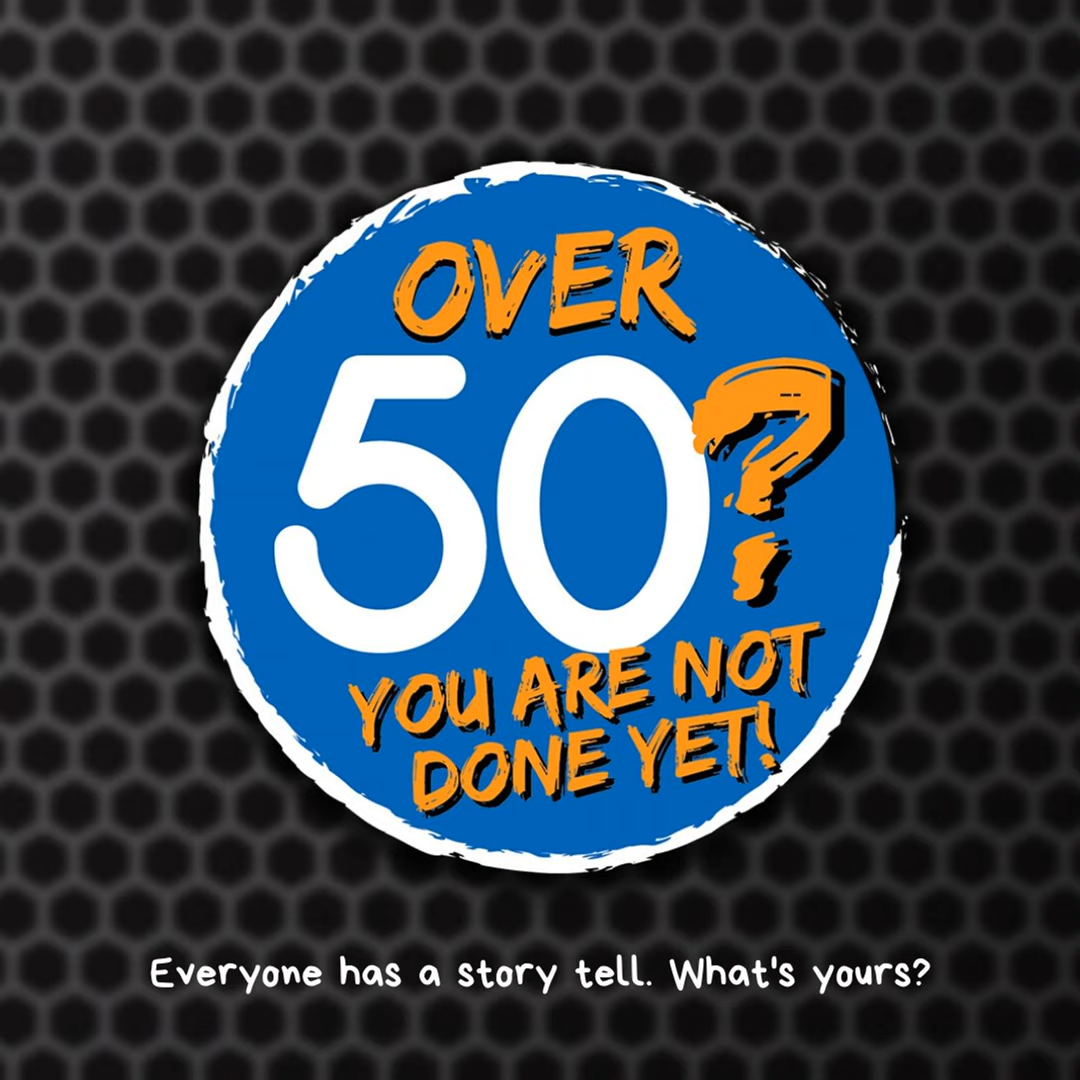 OVER
50?
YOU ARE NOT
DONE YET!
Everyone has a story tell. What's yours?